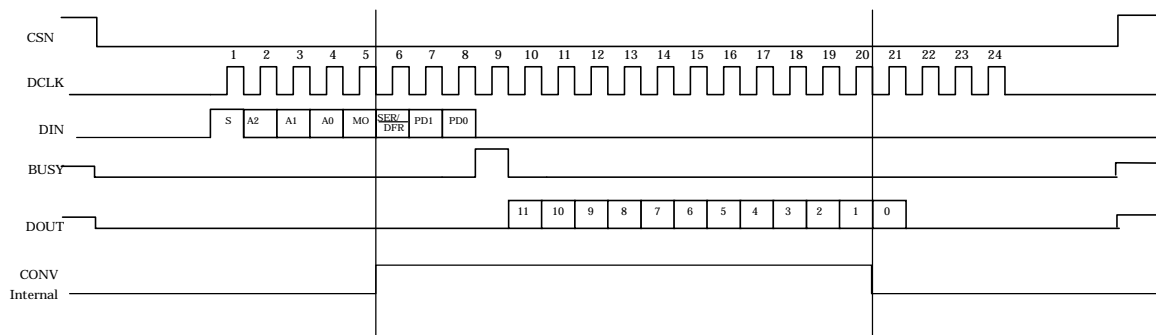 CSN
1 2 3 4 5 6 7 8 9 10 11 12 13 14 15 16 17 18 19 20 21 22 23 24
DCLK
DIN S A2 A1 A0 MO SER/ DFR PD1 PD0
BUSY
DOUT 11 10 9 8 7 6 5 4 3 2 1 0
CONV
Internal